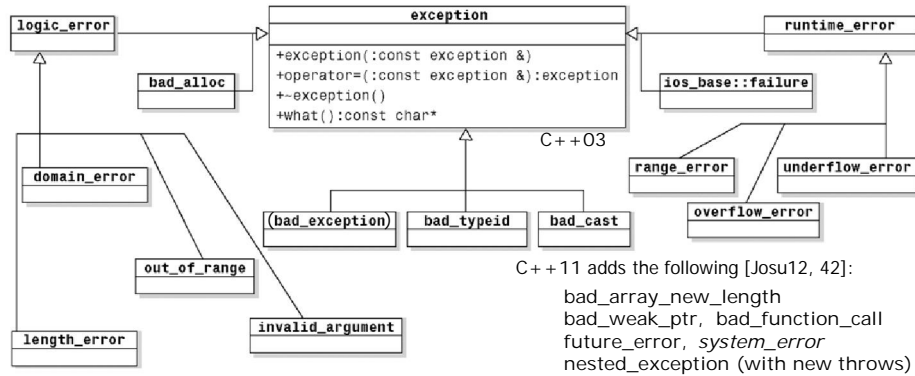 exception
logic_error
runtime_error
+exception(:const exception &)
+operator=(:const exception &):exception
+~exception()
+what():const char*
bad_alloc
ios_base::failure
C++03
domain_error
range_error
underflow_error
overflow_error
(bad_exception)
bad_typeid
bad_cast
out_of_range
length_error
invalid_argument
C++11 adds the following [Josu12, 42]:
bad_array_new_length
bad_weak_ptr, bad_function_call
future_error, system_error
nested_exception (with new throws)